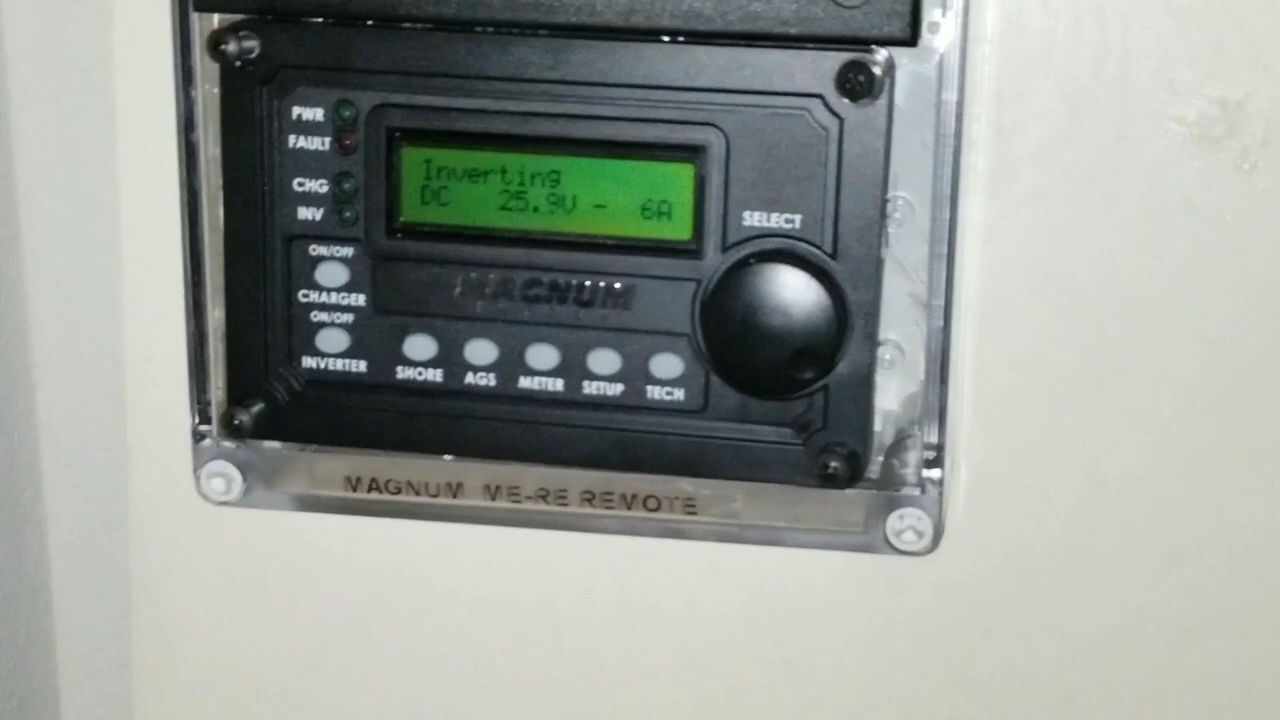 PWR
FAULT
CHG
INV
Inverting
DC 25.9V - 6A
SELECT
ON/OFF
CHARGER
ON/OFF
INVERTER
MAGNUM
SHORE AGS METER SETUP TECH
MAGNUM ME-RE REMOTE